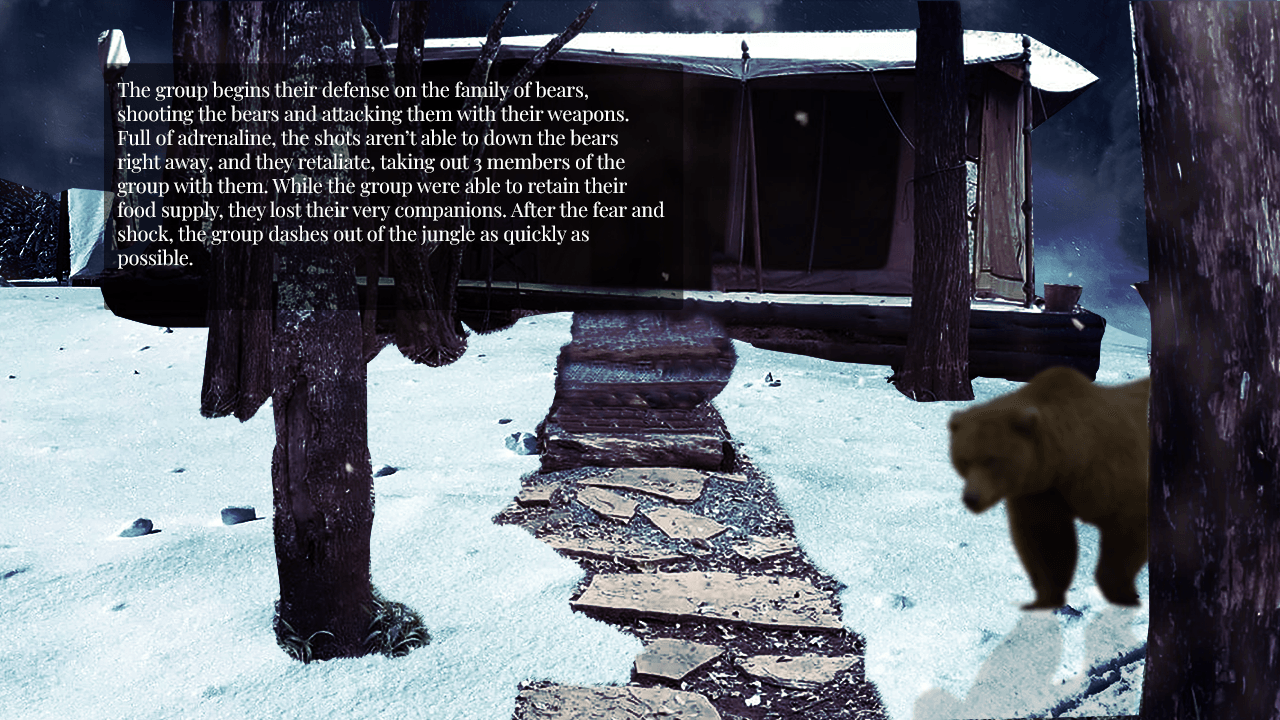 The group begins their defense on the family of bears,
shooting the bears and attacking them with their weapons.
Full of adrenaline, the shots aren’t able to down the bears
right away, and they retaliate, taking out 3 members of the
group with them. While the group were able to retain their
food supply, they lost their very companions. After the fear and
shock, the group dashes out of the jungle as quickly as
possible.